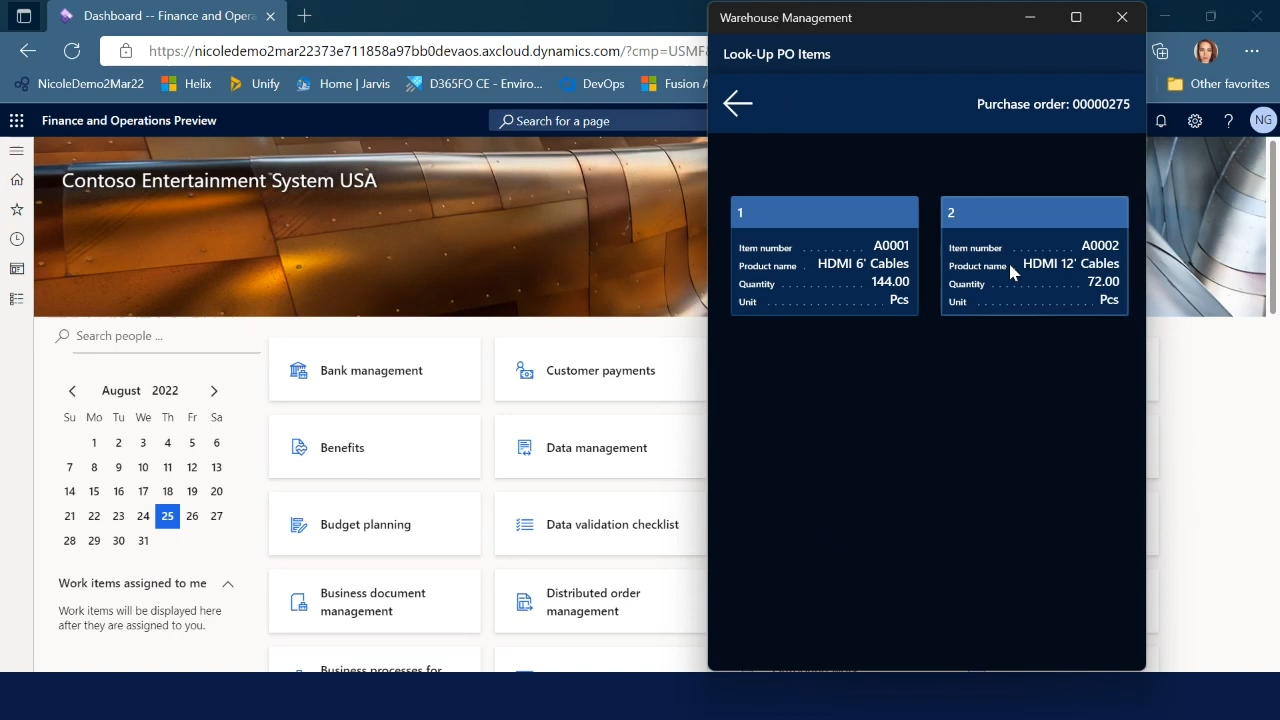 Dashboard -- Finance and Opera
https://nicoledemo2mar22373e711858a97bb0devaos.axcloud.dynamics.com/?cmp=USMF&
NicoleDemo2Mar22
Helix
Unify
Home | Jarvis
D365FO CE - Enviro...
DevOps
Fusion
Other favorites
Finance and Operations Preview
Search for a page
NG
Contoso Entertainment System USA
Search people ...
August 2022
Su Mo Tu We Th Fr Sa
1 2 3 4 5 6
7 8 9 10 11 12 13
14 15 16 17 18 19 20
21 22 23 24 25 26 27
28 29 30 31
Work items assigned to me
Work items will be displayed here
after they are assigned to you.
Bank management
Customer payments
Benefits
Data management
Budget planning
Data validation checklist
Business document
management
Distributed order
management
Business processes for
Warehouse Management
Look-Up PO Items
Purchase order: 00000275
1
Item number . . . . . . . A0001
Product name . HDMI 6' Cables
Quantity . . . . . . . . . . 144.00
Unit . . . . . . . . . . . . . . Pcs
2
Item number . . . . . . . A0002
Product name HDMI 12' Cables
Quantity . . . . . . . . . . . 72.00
Unit . . . . . . . . . . . . . . Pcs